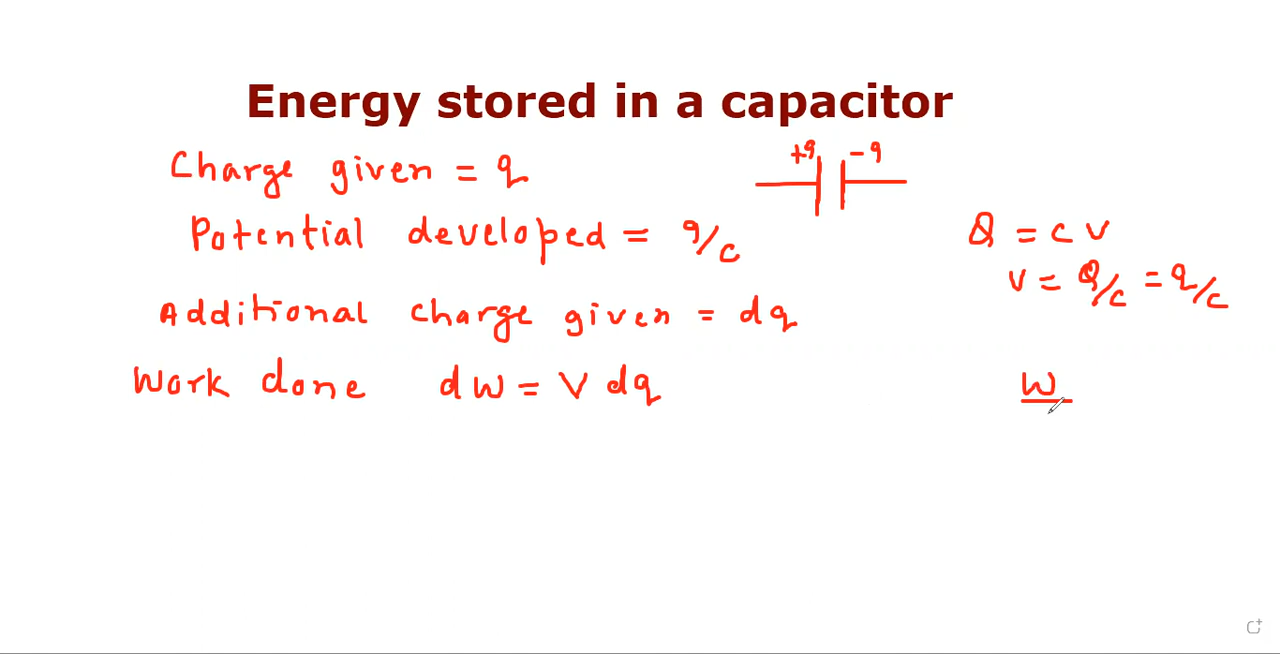 Energy stored in a capacitor
Charge given = q
+q -q
Potential developed = q/c
Q = c v
v = Q/c = q/c
Additional charge given = dq
Work done dw = V dq
W